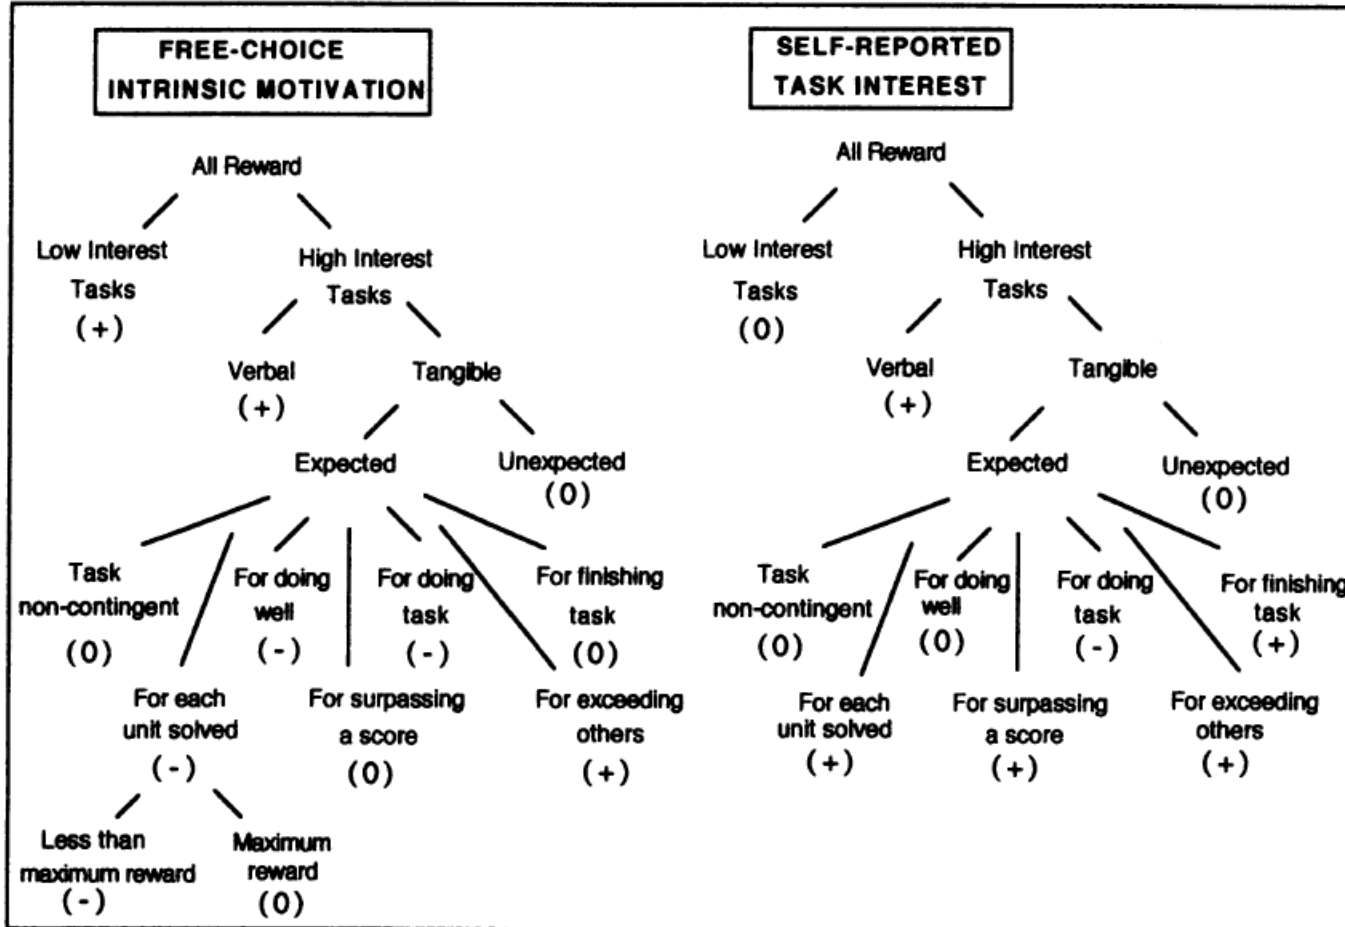 FREE-CHOICE
INTRINSIC MOTIVATION
All Reward
Low Interest
Tasks
(+)
High Interest
Tasks
Verbal
(+)
Tangible
Expected
Unexpected
(0)
Task
non-contingent
(0)
For doing
well
(-)
For doing
task
(-)
For finishing
task
(0)
For each
unit solved
(-)
For surpassing
a score
(0)
For exceeding
others
(+)
Less than
maximum reward
(-)
Maximum
reward
(0)
SELF-REPORTED
TASK INTEREST
All Reward
Low Interest
Tasks
(0)
High Interest
Tasks
Verbal
(+)
Tangible
Expected
Unexpected
(0)
Task
non-contingent
(0)
For doing
well
(0)
For doing
task
(-)
For finishing
task
(+)
For each
unit solved
(+)
For surpassing
a score
(+)
For exceeding
others
(+)